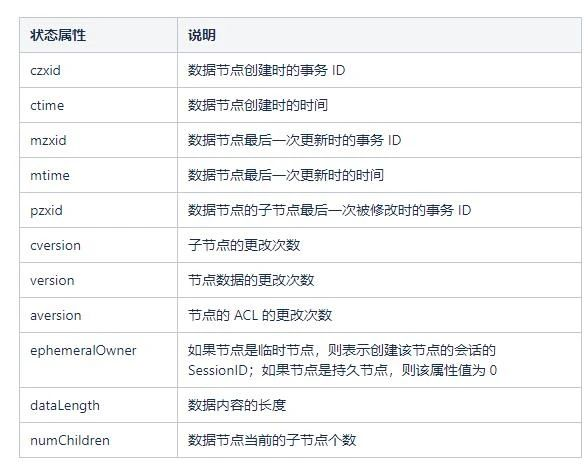 状态属性 说明
czxid 数据节点创建时的事务 ID
ctime 数据节点创建时的时间
mzxid 数据节点最后一次更新时的事务 ID
mtime 数据节点最后一次更新时的时间
pzxid 数据节点的子节点最后一次被修改时的事务 ID
cversion 子节点的更改次数
version 节点数据的更改次数
aversion 节点的 ACL 的更改次数
ephemeralOwner 如果节点是临时节点，则表示创建该节点的会话的
SessionID；如果节点是持久节点，则该属性值为 0
dataLength 数据内容的长度
numChildren 数据节点当前的子节点个数